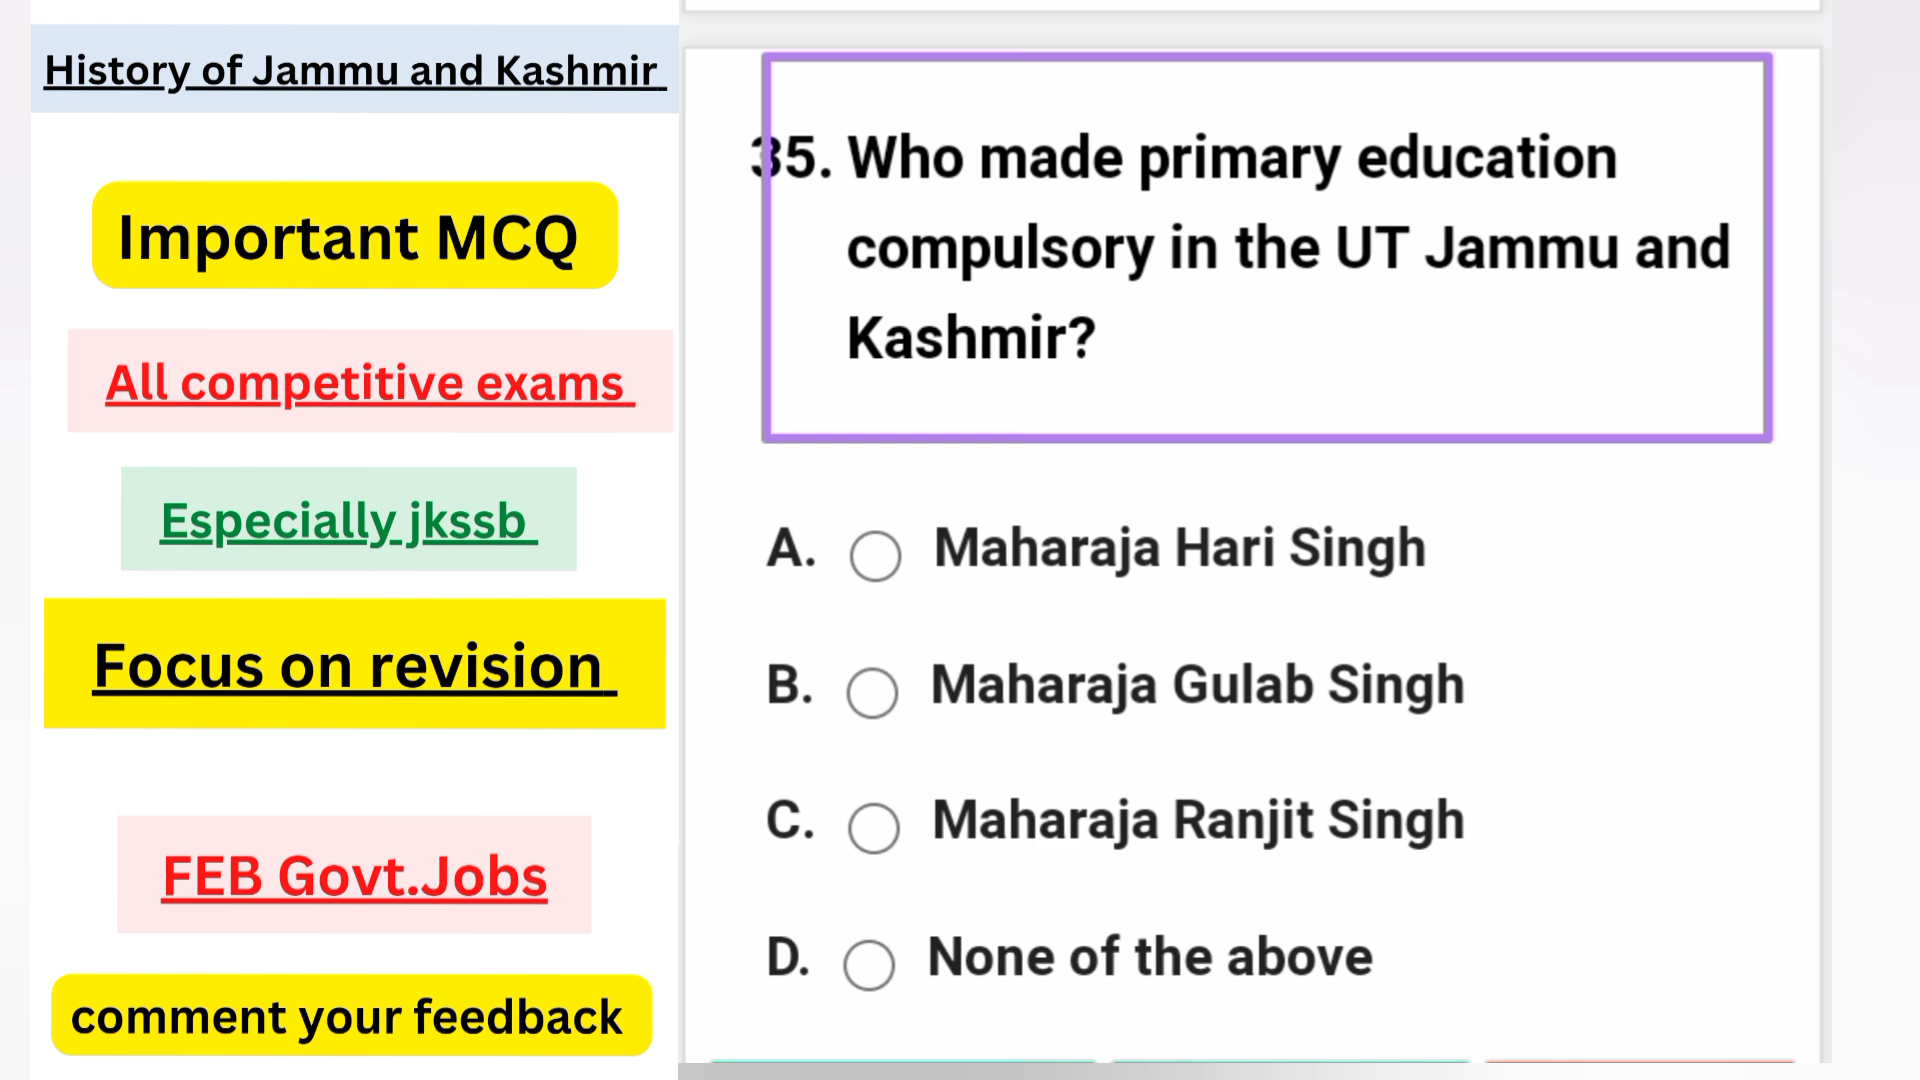 History of Jammu and Kashmir
Important MCQ
All competitive exams
Especially jkssb
Focus on revision
FEB Govt.Jobs
comment your feedback
35. Who made primary education
compulsory in the UT Jammu and
Kashmir?
A. Maharaja Hari Singh
B. Maharaja Gulab Singh
C. Maharaja Ranjit Singh
D. None of the above